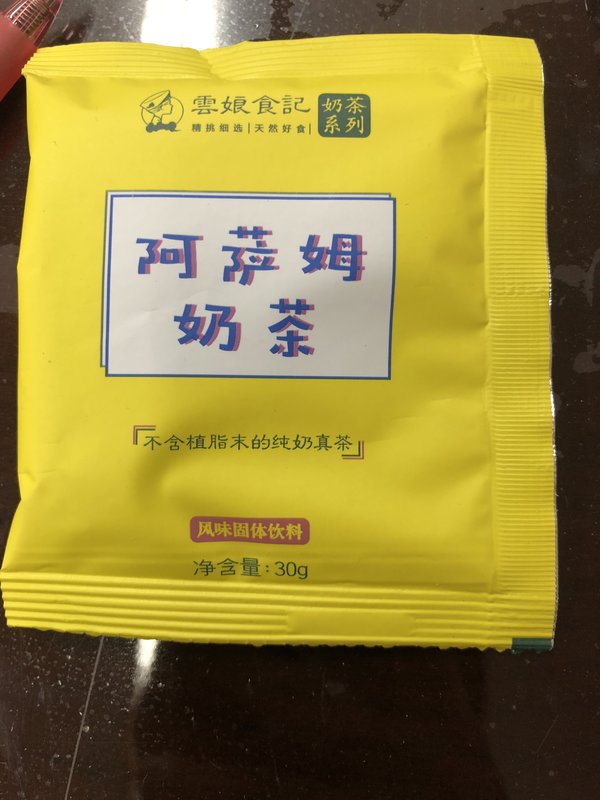 雲娘食記
精挑细选|天然好食|
奶茶
系列
阿萨姆
奶茶
不含植脂末的纯奶真茶
风味固体饮料
净含量:30g